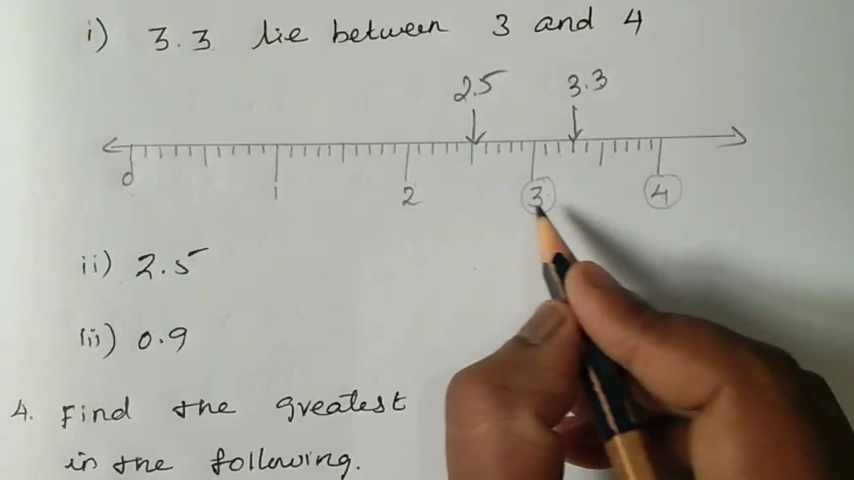 i) 3.3 lie between 3 and 4
2.5 3.3
0 1 2 3 4
ii) 2.5
iii) 0.9
4. Find the greatest
in the following.